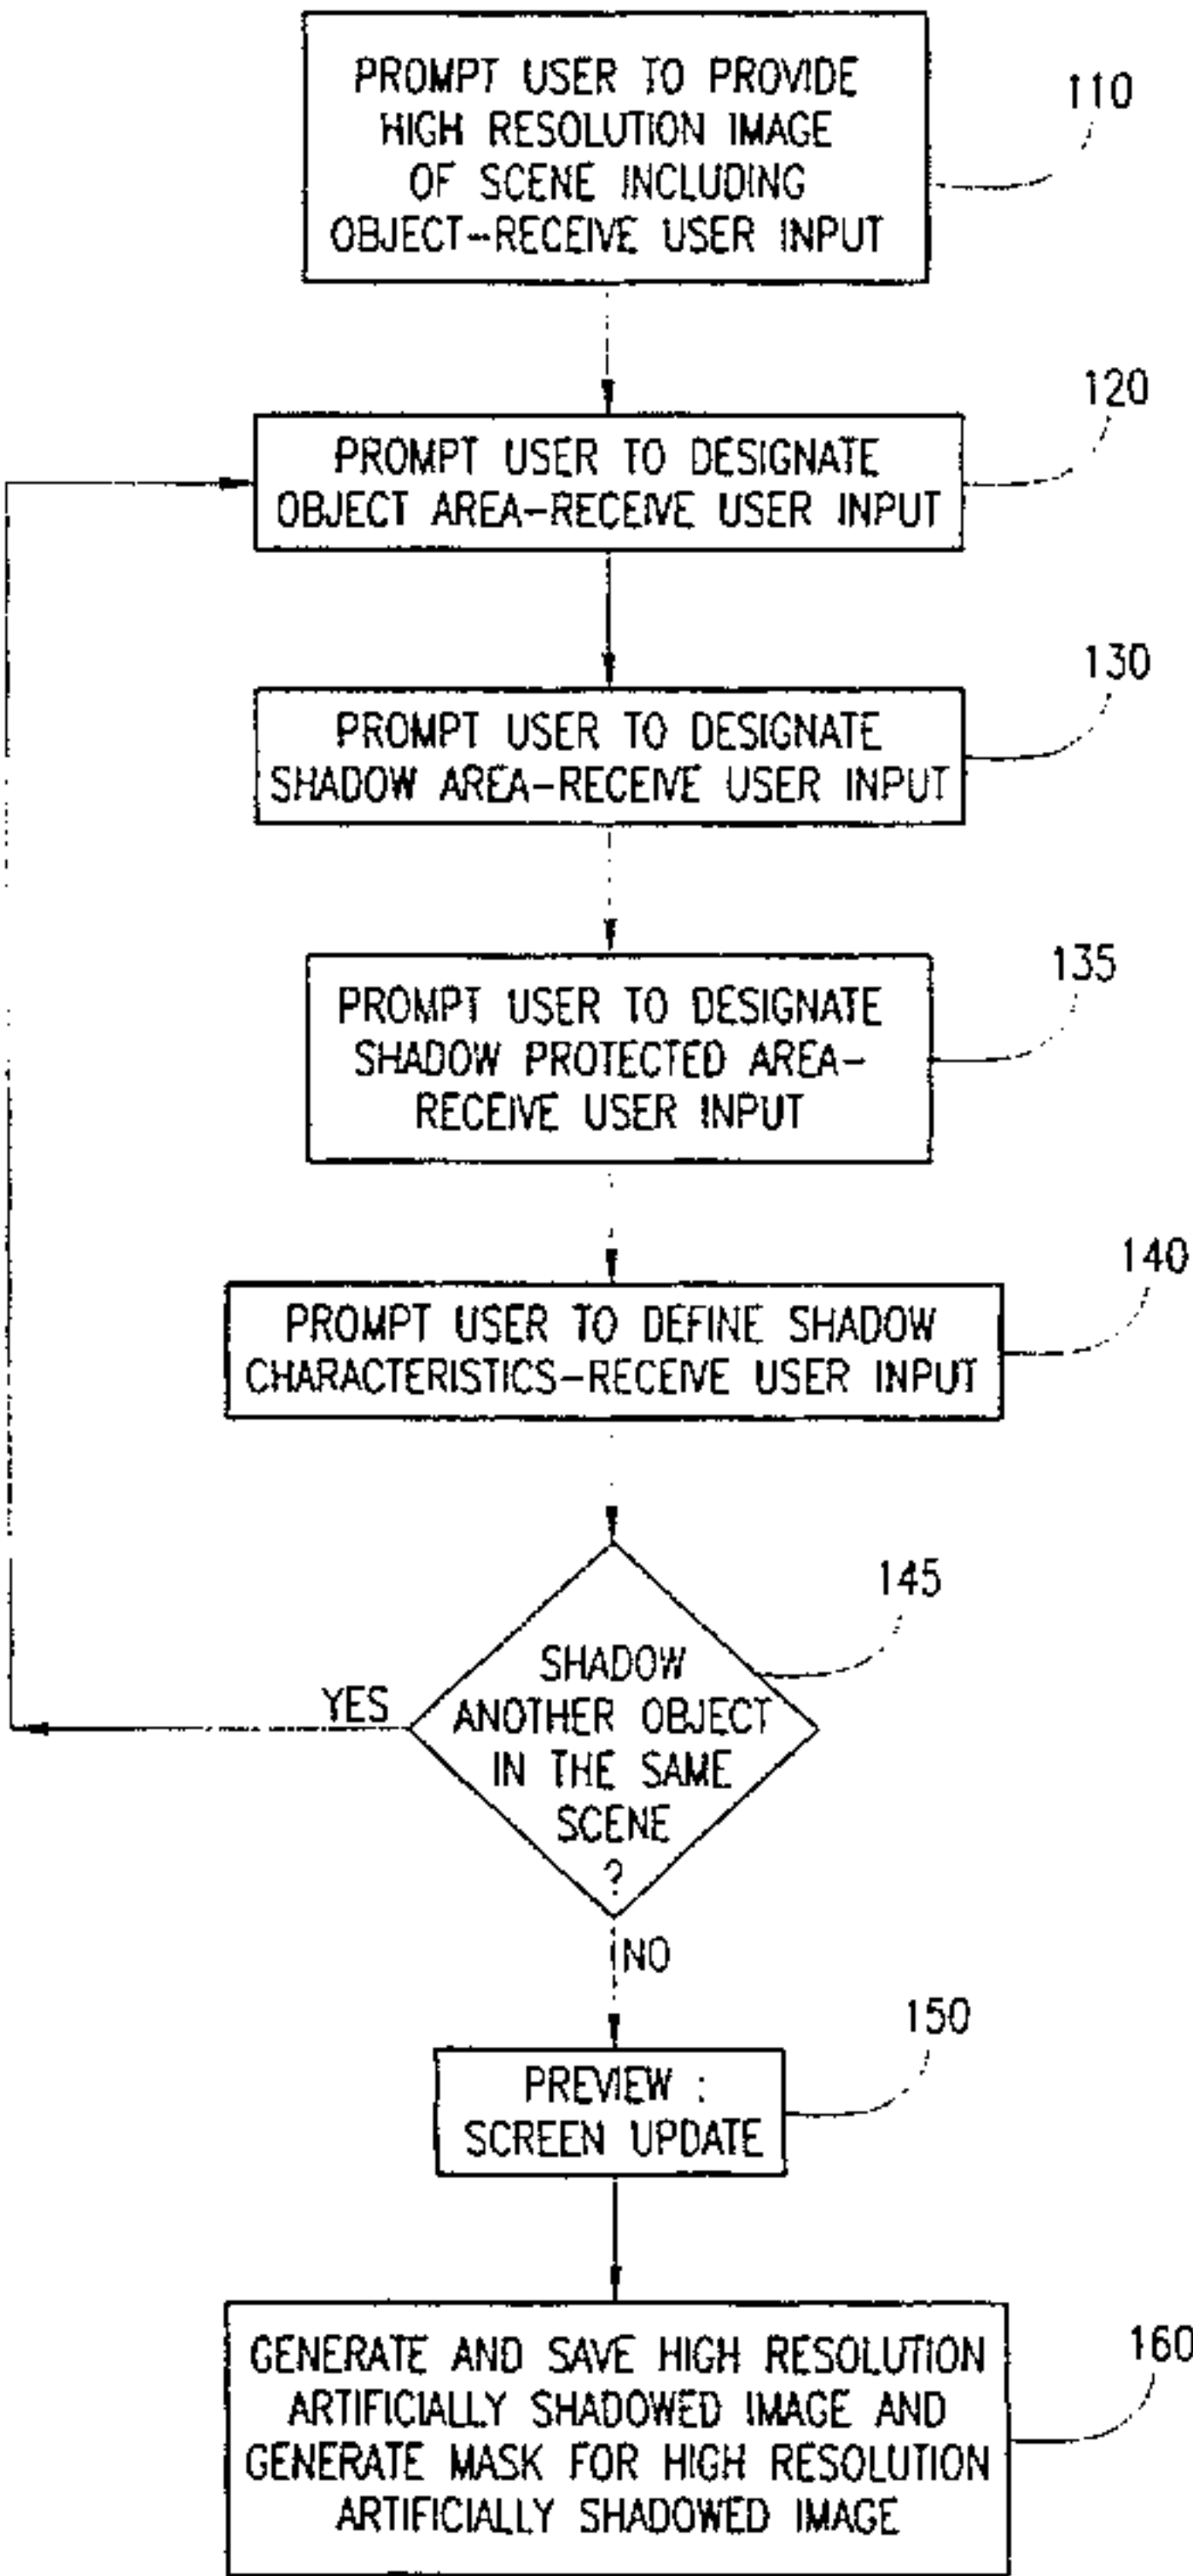 PROMPT USER TO PROVIDE
HIGH RESOLUTION IMAGE
OF SCENE INCLUDING
OBJECT-RECEIVE USER INPUT
110
PROMPT USER TO DESIGNATE
OBJECT AREA-RECEIVE USER INPUT
120
PROMPT USER TO DESIGNATE
SHADOW AREA-RECEIVE USER INPUT
130
PROMPT USER TO DESIGNATE
SHADOW PROTECTED AREA-
RECEIVE USER INPUT
135
PROMPT USER TO DEFINE SHADOW
CHARACTERISTICS-RECEIVE USER INPUT
140
SHADOW
ANOTHER OBJECT
IN THE SAME
SCENE
?
145
YES
NO
PREVIEW :
SCREEN UPDATE
150
GENERATE AND SAVE HIGH RESOLUTION
ARTIFICIALLY SHADOWED IMAGE AND
GENERATE MASK FOR HIGH RESOLUTION
ARTIFICIALLY SHADOWED IMAGE
160